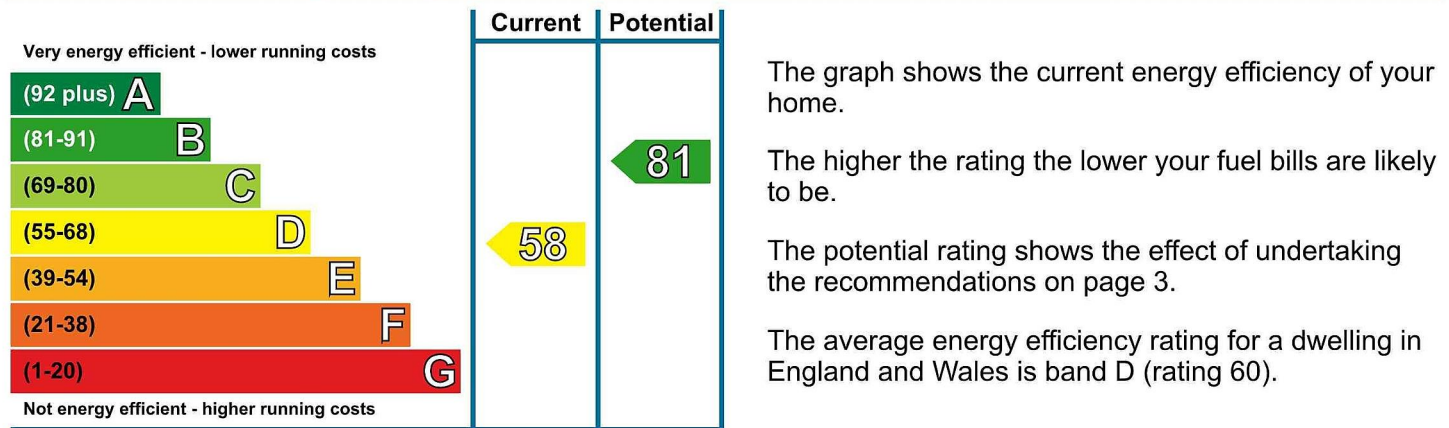 Current Potential
Very energy efficient - lower running costs
(92 plus) A
(81-91) B
81
(69-80) C
(55-68) D
58
(39-54) E
(21-38) F
(1-20) G
Not energy efficient - higher running costs
The graph shows the current energy efficiency of your
home.
The higher the rating the lower your fuel bills are likely
to be.
The potential rating shows the effect of undertaking
the recommendations on page 3.
The average energy efficiency rating for a dwelling in
England and Wales is band D (rating 60).